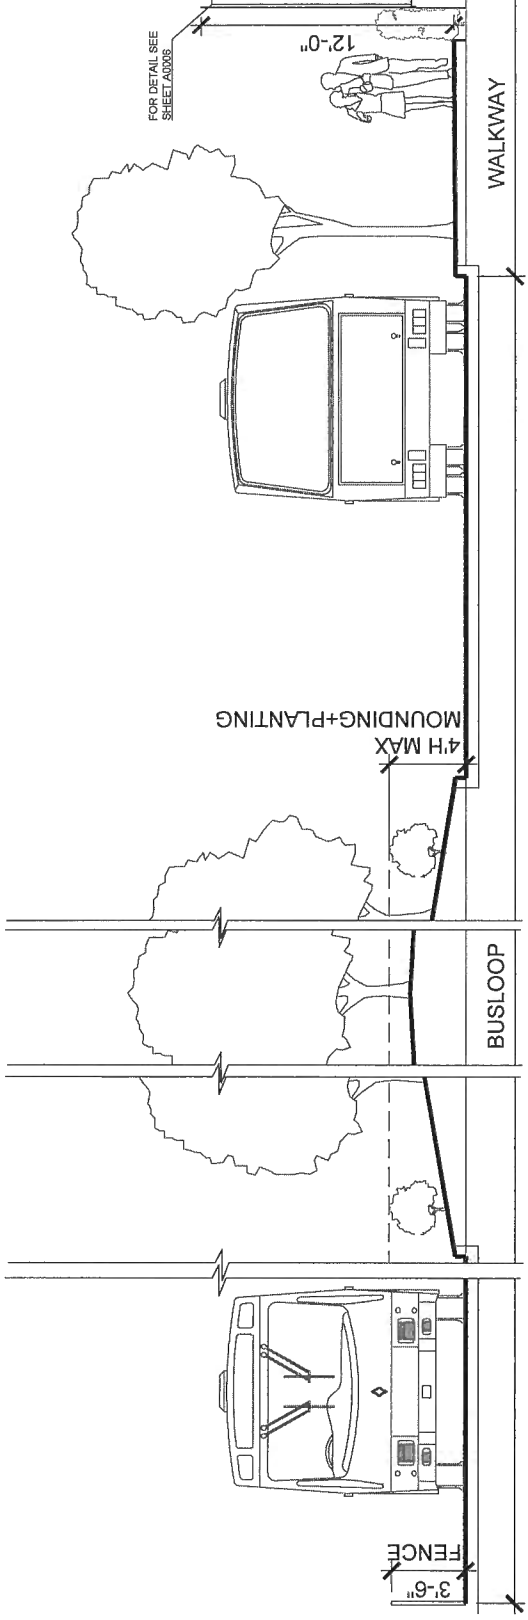 FOR DETAIL SEE
SHEET A0006
12'-0"
WALKWAY
4'H MAX
MOUNDING+PLANTING
BUSLOOP
3'-6"
FENCE